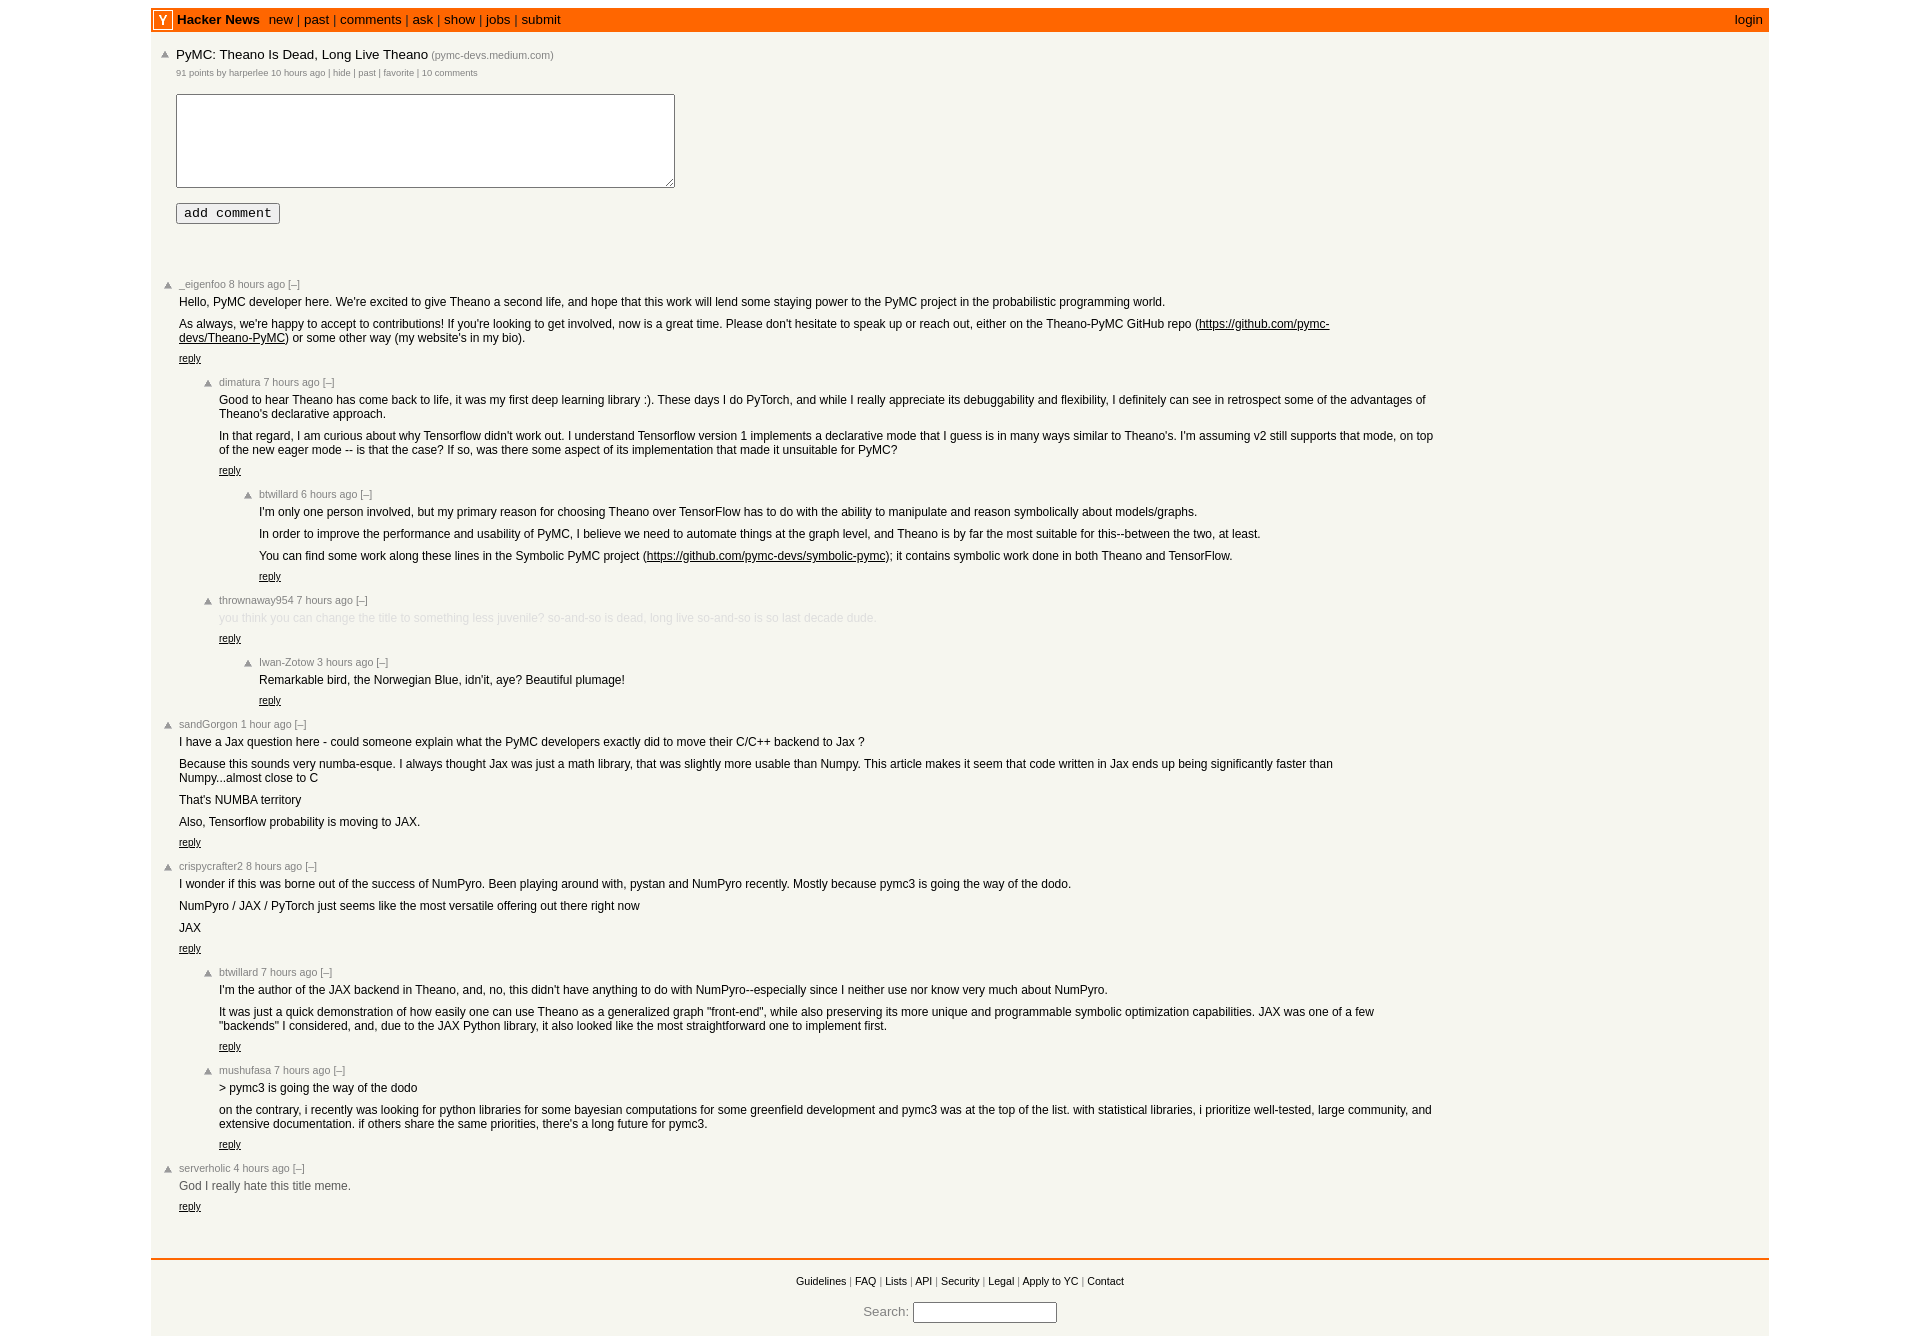 Y Hacker News new | past | comments | ask | show | jobs | submit login
PyMC: Theano Is Dead, Long Live Theano (pymc-devs.medium.com)
91 points by harperlee 10 hours ago | hide | past | favorite | 10 comments
add comment
_eigenfoo 8 hours ago [–]
Hello, PyMC developer here. We're excited to give Theano a second life, and hope that this work will lend some staying power to the PyMC project in the probabilistic programming world.
As always, we're happy to accept to contributions! If you're looking to get involved, now is a great time. Please don't hesitate to speak up or reach out, either on the Theano-PyMC GitHub repo (https://github.com/pymc-
devs/Theano-PyMC) or some other way (my website's in my bio).
reply
dimatura 7 hours ago [–]
Good to hear Theano has come back to life, it was my first deep learning library :). These days I do PyTorch, and while I really appreciate its debuggability and flexibility, I definitely can see in retrospect some of the advantages of
Theano's declarative approach.
In that regard, I am curious about why Tensorflow didn't work out. I understand Tensorflow version 1 implements a declarative mode that I guess is in many ways similar to Theano's. I'm assuming v2 still supports that mode, on top
of the new eager mode -- is that the case? If so, was there some aspect of its implementation that made it unsuitable for PyMC?
reply
btwillard 6 hours ago [–]
I'm only one person involved, but my primary reason for choosing Theano over TensorFlow has to do with the ability to manipulate and reason symbolically about models/graphs.
In order to improve the performance and usability of PyMC, I believe we need to automate things at the graph level, and Theano is by far the most suitable for this--between the two, at least.
You can find some work along these lines in the Symbolic PyMC project (https://github.com/pymc-devs/symbolic-pymc); it contains symbolic work done in both Theano and TensorFlow.
reply
thrownaway954 7 hours ago [–]
you think you can change the title to something less juvenile? so-and-so is dead, long live so-and-so is so last decade dude.
reply
Iwan-Zotow 3 hours ago [–]
Remarkable bird, the Norwegian Blue, idn'it, aye? Beautiful plumage!
reply
sandGorgon 1 hour ago [–]
I have a Jax question here - could someone explain what the PyMC developers exactly did to move their C/C++ backend to Jax ?
Because this sounds very numba-esque. I always thought Jax was just a math library, that was slightly more usable than Numpy. This article makes it seem that code written in Jax ends up being significantly faster than
Numpy...almost close to C
That's NUMBA territory
Also, Tensorflow probability is moving to JAX.
reply
crispycrafter2 8 hours ago [–]
I wonder if this was borne out of the success of NumPyro. Been playing around with, pystan and NumPyro recently. Mostly because pymc3 is going the way of the dodo.
NumPyro / JAX / PyTorch just seems like the most versatile offering out there right now
JAX
reply
btwillard 7 hours ago [–]
I'm the author of the JAX backend in Theano, and, no, this didn't have anything to do with NumPyro--especially since I neither use nor know very much about NumPyro.
It was just a quick demonstration of how easily one can use Theano as a generalized graph "front-end", while also preserving its more unique and programmable symbolic optimization capabilities. JAX was one of a few
"backends" I considered, and, due to the JAX Python library, it also looked like the most straightforward one to implement first.
reply
mushufasa 7 hours ago [–]
> pymc3 is going the way of the dodo
on the contrary, i recently was looking for python libraries for some bayesian computations for some greenfield development and pymc3 was at the top of the list. with statistical libraries, i prioritize well-tested, large community, and
extensive documentation. if others share the same priorities, there's a long future for pymc3.
reply
serverholic 4 hours ago [–]
God I really hate this title meme.
reply
Guidelines | FAQ | Lists | API | Security | Legal | Apply to YC | Contact
Search: